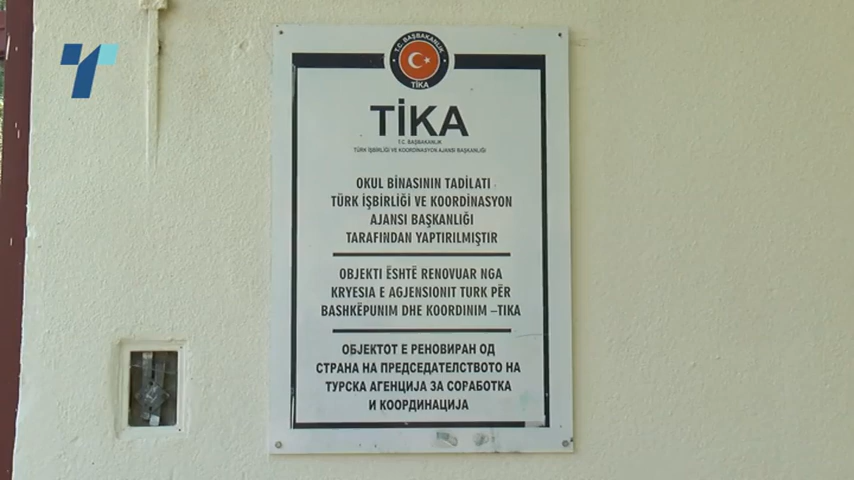 T.C. BAŞBAKANLIK
TİKA
TİKA
T.C. BAŞBAKANLIK
TÜRK İŞBİRLİĞİ VE KOORDİNASYON AJANSI BAŞKANLIĞI
OKUL BİNASININ TADİLATI
TÜRK İŞBİRLİĞİ VE KOORDİNASYON
AJANSI BAŞKANLIĞI
TARAFINDAN YAPTIRILMIŞTIR
OBJEKTI ËSHTË RENOVUAR NGA
KRYESIA E AGJENSIONIT TURK PËR
BASHKËPUNIM DHE KOORDINIM –TIKA
ОБЈЕКТОТ Е РЕНОВИРАН ОД
СТРАНА НА ПРЕДСЕДАТЕЛСТВОТО НА
ТУРСКА АГЕНЦИЈА ЗА СОРАБОТКА
И КООРДИНАЦИЈА